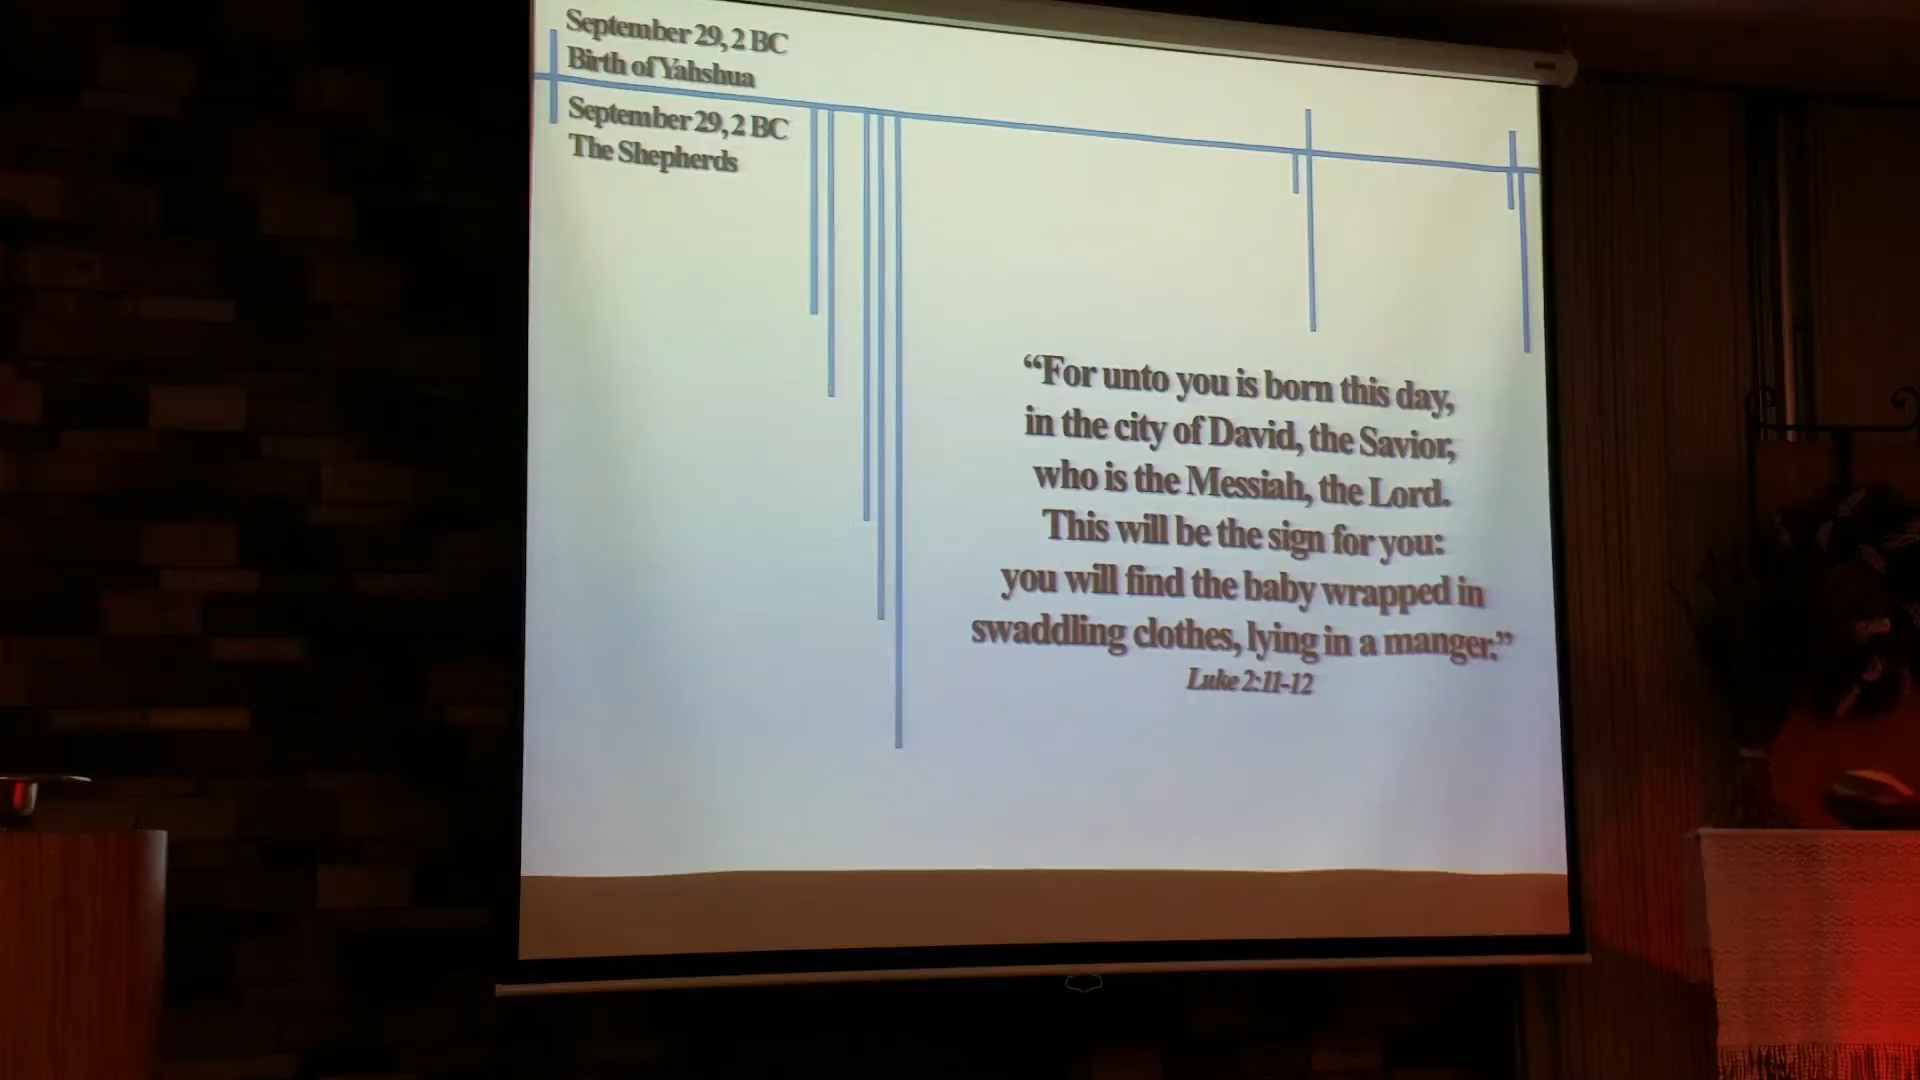 September 29, 2 BC
Birth of Yahshua
September 29, 2 BC
The Shepherds
“For unto you is born this day,
in the city of David, the Savior,
who is the Messiah, the Lord.
This will be the sign for you:
you will find the baby wrapped in
swaddling clothes, lying in a manger.”
Luke 2:11-12